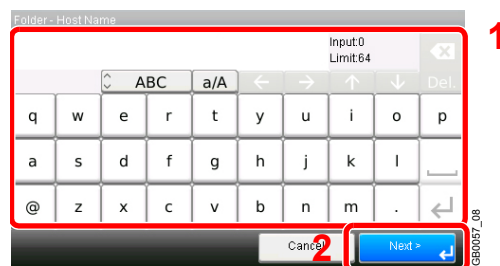 Folder - Host Name
1
Input:0
Limit:64
ABC a/A ← → ↑ ↓ Del.
q w e r t y u i o p
a s d f g h j k l
@ z x c v b n m .
Cancel 2 Next >
GB0057_08